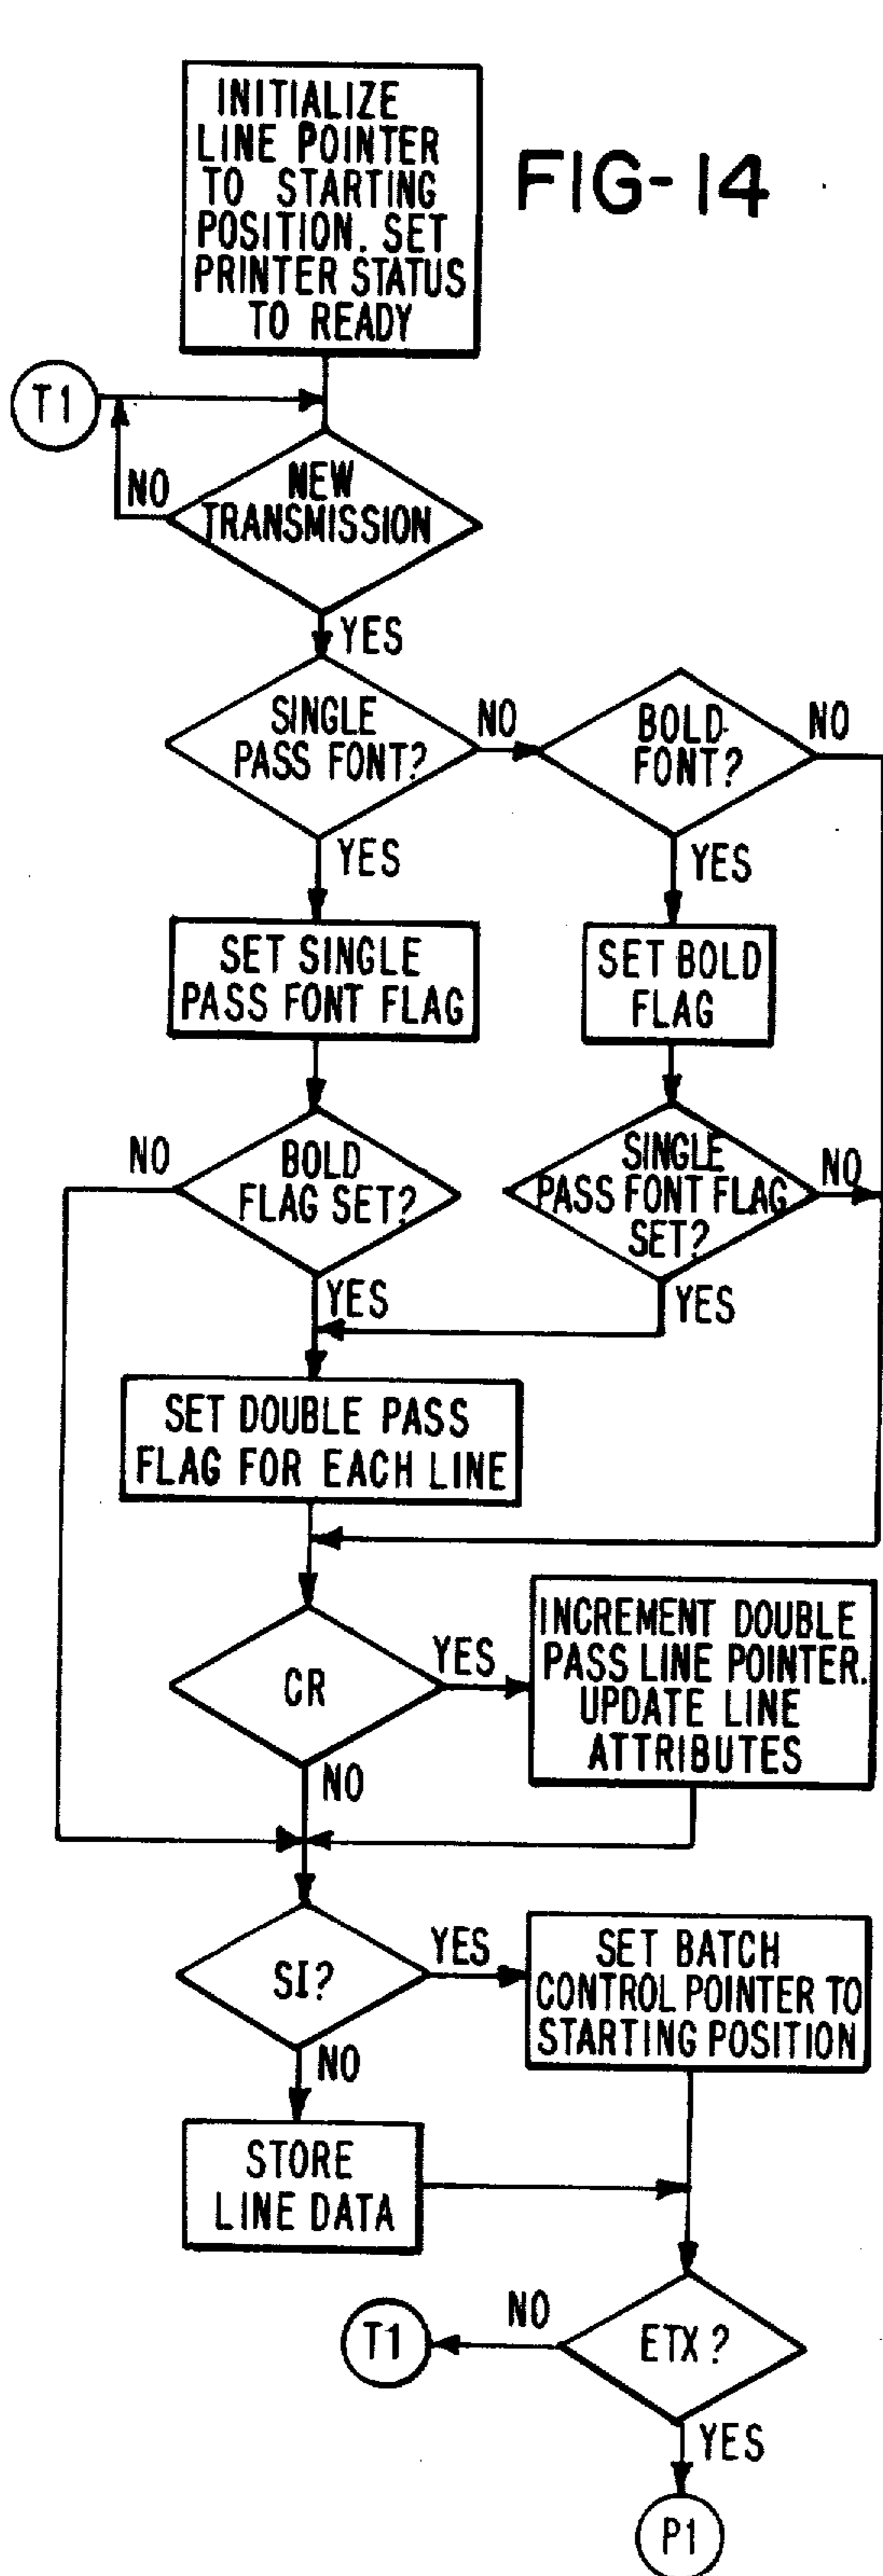 INITIALIZE
LINE POINTER
TO STARTING
POSITION. SET
PRINTER STATUS
TO READY
FIG-14
T1
NO
NEW
TRANSMISSION
YES
SINGLE
PASS FONT?
NO
BOLD
FONT?
NO
YES
YES
SET SINGLE
PASS FONT FLAG
SET BOLD
FLAG
NO
BOLD
FLAG SET?
SINGLE
PASS FONT FLAG
SET?
NO
YES
YES
SET DOUBLE PASS
FLAG FOR EACH LINE
CR
YES
INCREMENT DOUBLE
PASS LINE POINTER.
UPDATE LINE
ATTRIBUTES
NO
SI?
YES
SET BATCH
CONTROL POINTER TO
STARTING POSITION
NO
STORE
LINE DATA
T1
NO
ETX?
YES
P1